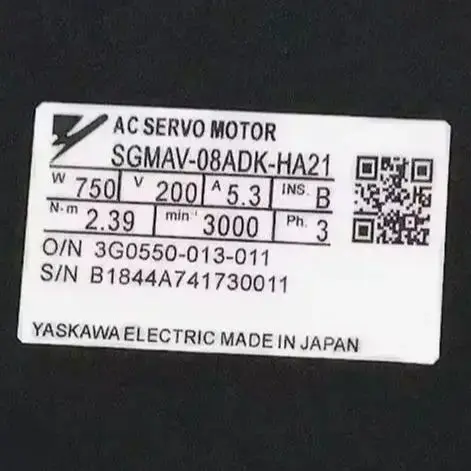 AC SERVO MOTOR
SGMAV-08ADK-HA21
W 750 V 200 A 5.3 INS. B
N-m 2.39 min⁻¹ 3000 Ph. 3
O/N 3G0550-013-011
S/N B1844A741730011
YASKAWA ELECTRIC MADE IN JAPAN